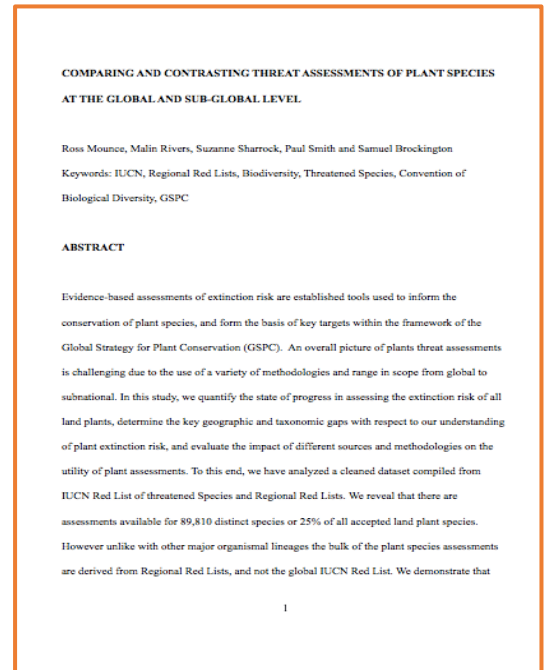 COMPARING AND CONTRASTING THREAT ASSESSMENTS OF PLANT SPECIES
AT THE GLOBAL AND SUB-GLOBAL LEVEL
Ross Mounce, Malin Rivers, Suzanne Sharrock, Paul Smith and Samuel Brockington
Keywords: IUCN, Regional Red Lists, Biodiversity, Threatened Species, Convention of
Biological Diversity, GSPC
ABSTRACT
Evidence-based assessments of extinction risk are established tools used to inform the
conservation of plant species, and form the basis of key targets within the framework of the
Global Strategy for Plant Conservation (GSPC).  An overall picture of plants threat assessments
is challenging due to the use of a variety of methodologies and range in scope from global to
subnational. In this study, we quantify the state of progress in assessing the extinction risk of all
land plants, determine the key geographic and taxonomic gaps with respect to our understanding
of plant extinction risk, and evaluate the impact of different sources and methodologies on the
utility of plant assessments. To this end, we have analyzed a cleaned dataset compiled from
IUCN Red List of threatened Species and Regional Red Lists. We reveal that there are
assessments available for 89,810 distinct species or 25% of all accepted land plant species.
However unlike with other major organismal lineages the bulk of the plant species assessments
are derived from Regional Red Lists, and not the global IUCN Red List. We demonstrate that
1